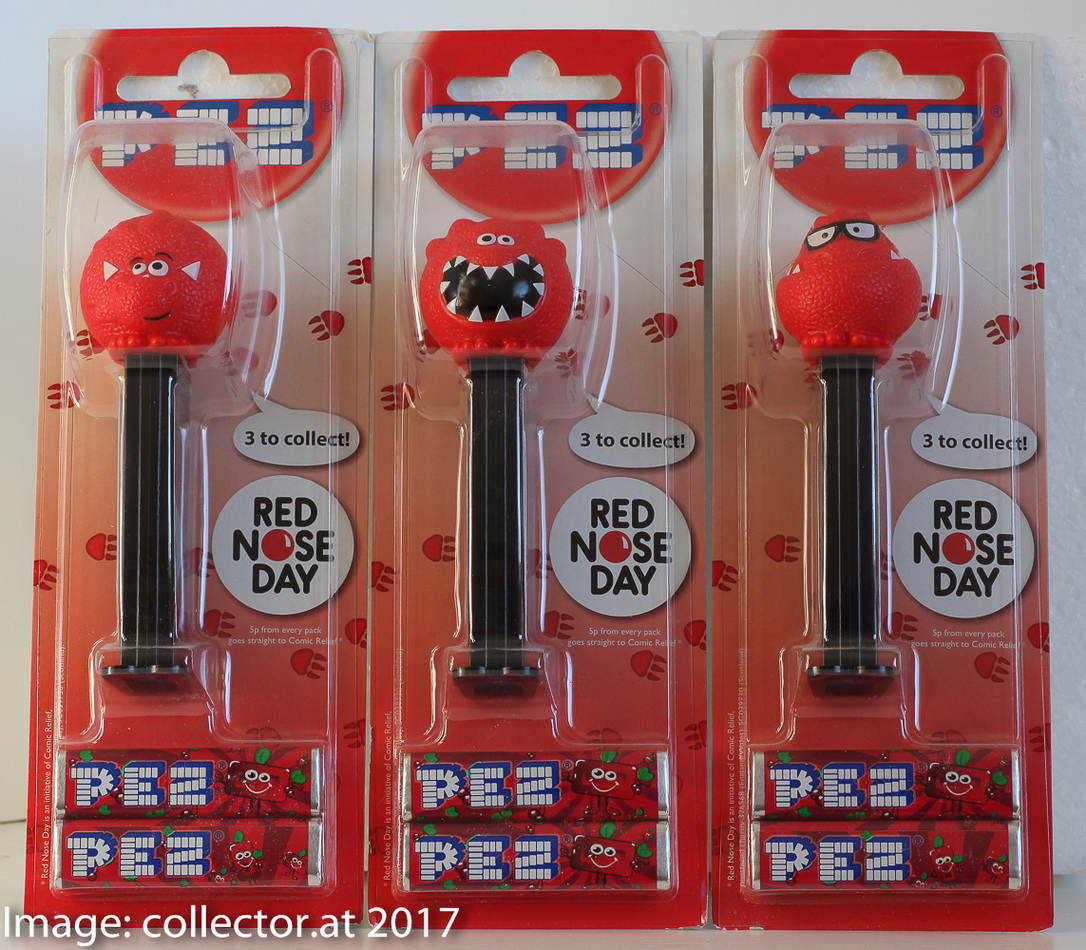 PEZ®
3 to collect!
RED
NOSE
DAY
5p from every pack
goes straight to Comic Relief*
* Red Nose Day is an initiative of Comic Relief,
PEZ®
PEZ®
PEZ®
3 to collect!
RED
NOSE
DAY
5p from every pack
goes straight to Comic Relief*
* Red Nose Day is an initiative of Comic Relief,
PEZ®
PEZ®
PEZ®
3 to collect!
RED
NOSE
DAY
5p from every pack
goes straight to Comic Relief*
* Red Nose Day is an initiative of Comic Relief,
PEZ®
PEZ®
Image: collector.at 2017